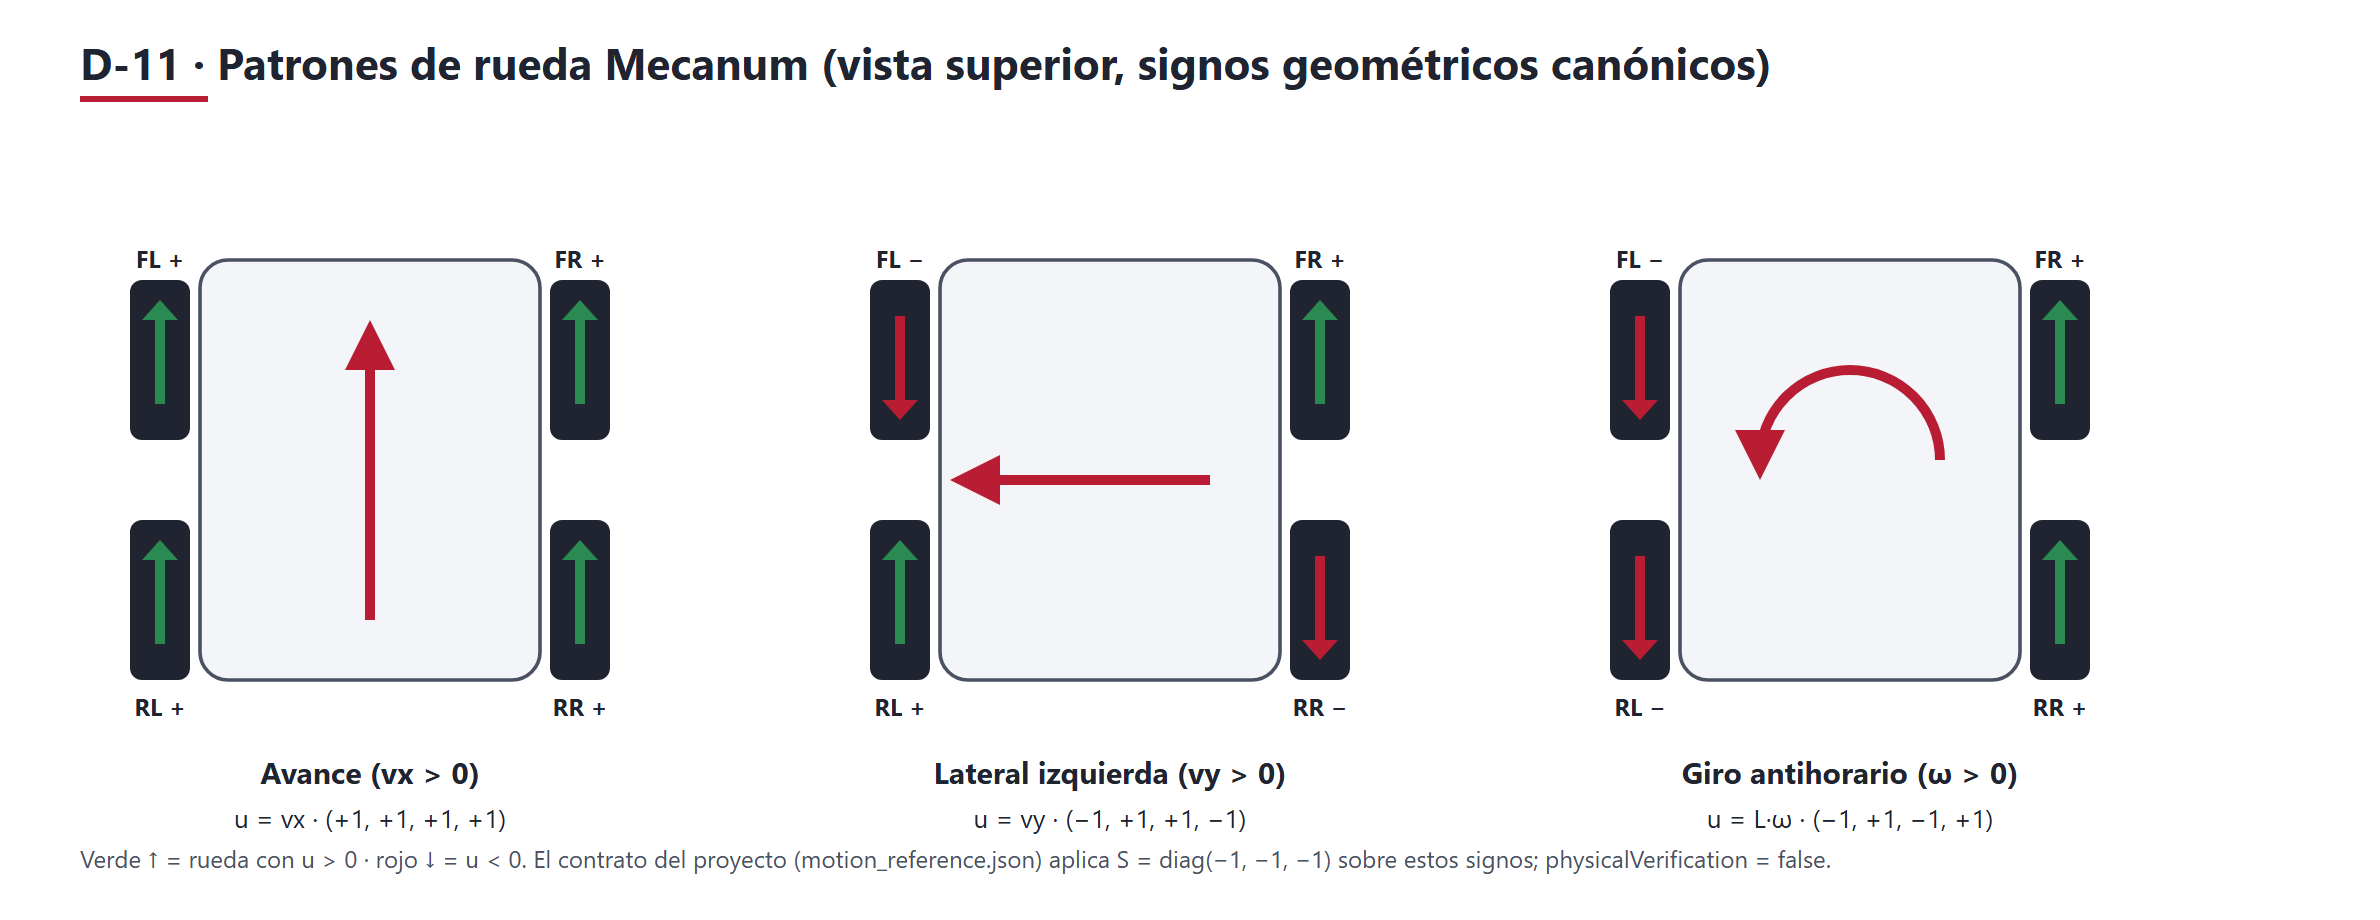 D-11 · Patrones de rueda Mecanum (vista superior, signos geométricos canónicos)
FL + FR + FL − FR + FL − FR +
RL + RR + RL + RR − RL − RR +
Avance (vx > 0) Lateral izquierda (vy > 0) Giro antihorario (ω > 0)
u = vx · (+1, +1, +1, +1) u = vy · (−1, +1, +1, −1) u = L·ω · (−1, +1, −1, +1)
Verde ↑ = rueda con u > 0 · rojo ↓ = u < 0. El contrato del proyecto (motion_reference.json) aplica S = diag(−1, −1, −1) sobre estos signos; physicalVerification = false.